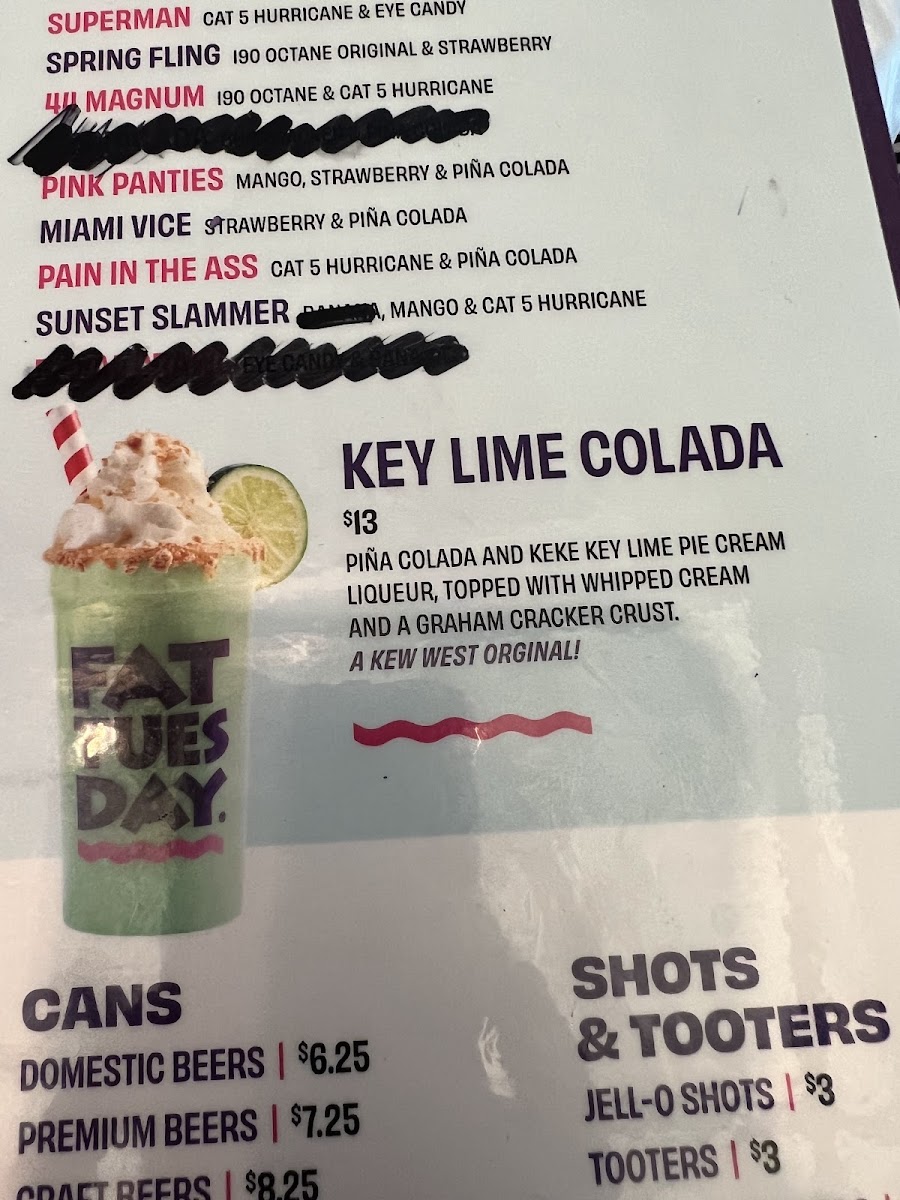 SUPERMAN CAT 5 HURRICANE & EYE CANDY
SPRING FLING 190 OCTANE ORIGINAL & STRAWBERRY
44 MAGNUM 190 OCTANE & CAT 5 HURRICANE
PINK PANTIES MANGO, STRAWBERRY & PIÑA COLADA
MIAMI VICE STRAWBERRY & PIÑA COLADA
PAIN IN THE ASS CAT 5 HURRICANE & PIÑA COLADA
SUNSET SLAMMER BANANA, MANGO & CAT 5 HURRICANE
EYE CANDY & BANANA
KEY LIME COLADA
$13
PIÑA COLADA AND KEKE KEY LIME PIE CREAM
LIQUEUR, TOPPED WITH WHIPPED CREAM
AND A GRAHAM CRACKER CRUST.
A KEW WEST ORGINAL!
FAT
TUES
DAY.
CANS
DOMESTIC BEERS | $6.25
PREMIUM BEERS | $7.25
CRAFT BEERS | $8.25
SHOTS
& TOOTERS
JELL-O SHOTS | $3
TOOTERS | $3